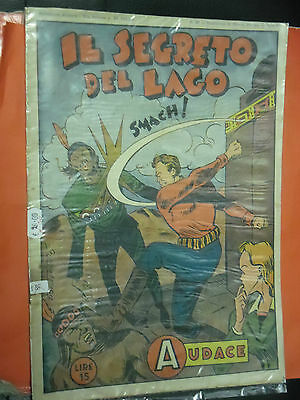 IL SEGRETO
DEL LAGO
SMACH!
LIRE
15
AUDACE